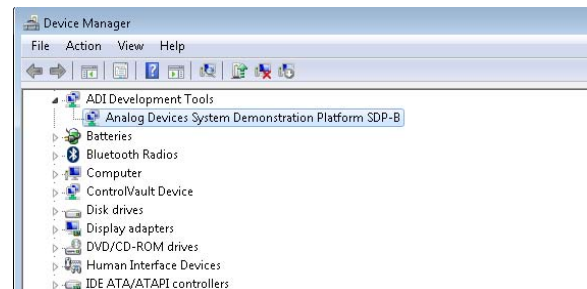 Device Manager
File Action View Help
ADI Development Tools
Analog Devices System Demonstration Platform SDP-B
Batteries
Bluetooth Radios
Computer
ControlVault Device
Disk drives
Display adapters
DVD/CD-ROM drives
Human Interface Devices
IDE ATA/ATAPI controllers